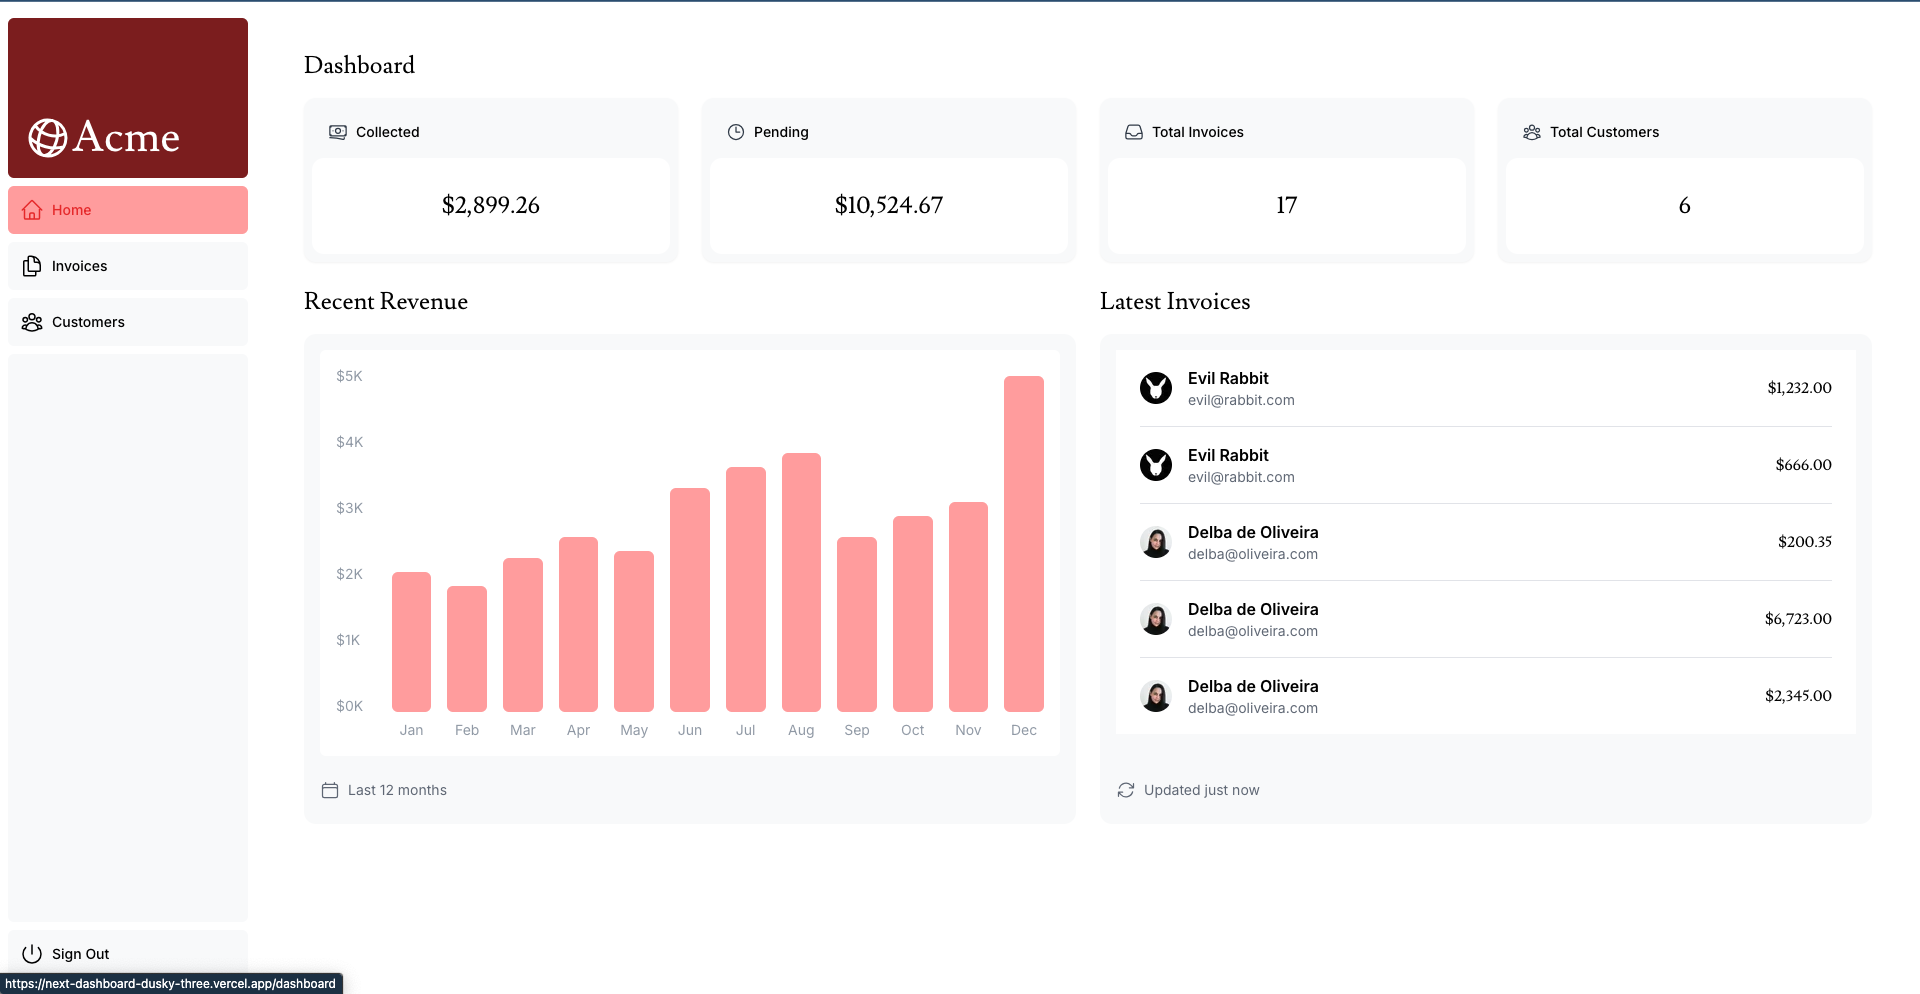 Acme
Home
Invoices
Customers
Sign Out
https://next-dashboard-dusky-three.vercel.app/dashboard
Dashboard
Collected
$2,899.26
Pending
$10,524.67
Total Invoices
17
Total Customers
6
Recent Revenue
$5K
$4K
$3K
$2K
$1K
$0K
Jan Feb Mar Apr May Jun Jul Aug Sep Oct Nov Dec
Last 12 months
Latest Invoices
Evil Rabbit
evil@rabbit.com
$1,232.00
Evil Rabbit
evil@rabbit.com
$666.00
Delba de Oliveira
delba@oliveira.com
$200.35
Delba de Oliveira
delba@oliveira.com
$6,723.00
Delba de Oliveira
delba@oliveira.com
$2,345.00
Updated just now